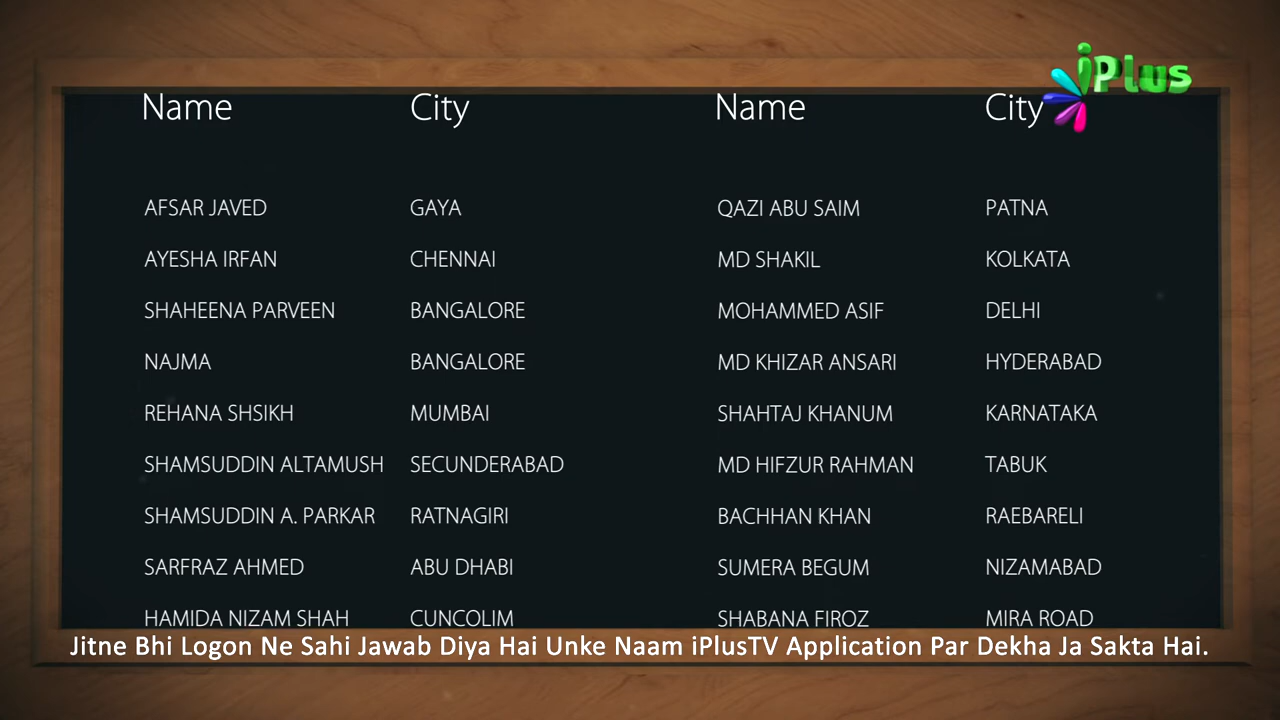 iPlus
Name City Name City
AFSAR JAVED GAYA QAZI ABU SAIM PATNA
AYESHA IRFAN CHENNAI MD SHAKIL KOLKATA
SHAHEENA PARVEEN BANGALORE MOHAMMED ASIF DELHI
NAJMA BANGALORE MD KHIZAR ANSARI HYDERABAD
REHANA SHSIKH MUMBAI SHAHTAJ KHANUM KARNATAKA
SHAMSUDDIN ALTAMUSH SECUNDERABAD MD HIFZUR RAHMAN TABUK
SHAMSUDDIN A. PARKAR RATNAGIRI BACHHAN KHAN RAEBARELI
SARFRAZ AHMED ABU DHABI SUMERA BEGUM NIZAMABAD
HAMIDA NIZAM SHAH CUNCOLIM SHABANA FIROZ MIRA ROAD
Jitne Bhi Logon Ne Sahi Jawab Diya Hai Unke Naam iPlusTV Application Par Dekha Ja Sakta Hai.